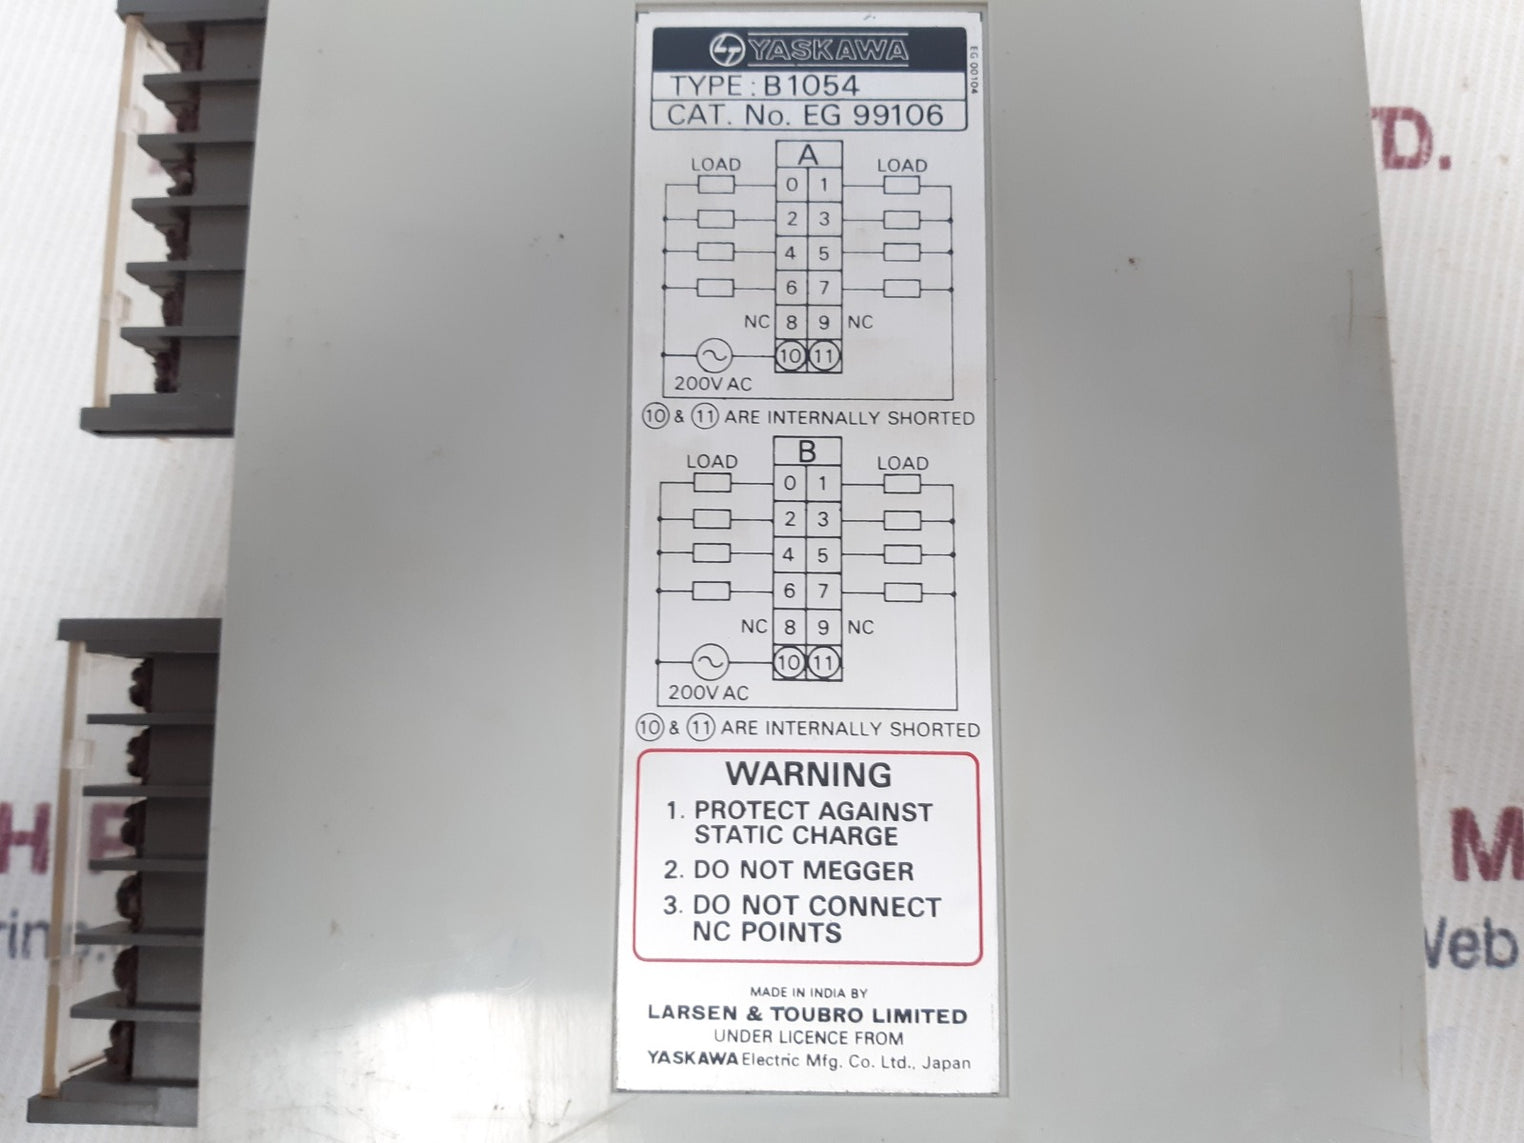 LT YASKAWA
EG 00104
TYPE : B1054
CAT. No. EG 99106
A
LOAD LOAD
0 1
2 3
4 5
6 7
NC 8 9 NC
10 11
200V AC
10 & 11 ARE INTERNALLY SHORTED
B
LOAD LOAD
0 1
2 3
4 5
6 7
NC 8 9 NC
10 11
200V AC
10 & 11 ARE INTERNALLY SHORTED
WARNING
1. PROTECT AGAINST
STATIC CHARGE
2. DO NOT MEGGER
3. DO NOT CONNECT
NC POINTS
MADE IN INDIA BY
LARSEN & TOUBRO LIMITED
UNDER LICENCE FROM
YASKAWA Electric Mfg. Co. Ltd., Japan
TD.
H
M
ring.
Web